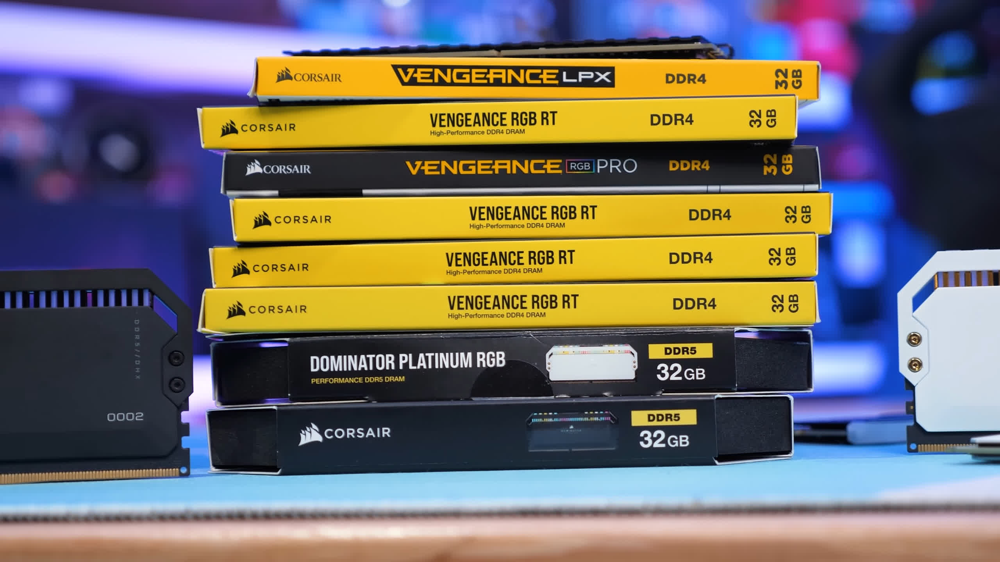 CORSAIR VENGEANCE LPX DDR4 32 GB
CORSAIR VENGEANCE RGB RT DDR4 32 GB
High-Performance DDR4 DRAM
CORSAIR VENGEANCE RGB PRO DDR4 32 GB
CORSAIR VENGEANCE RGB RT DDR4 32 GB
High-Performance DDR4 DRAM
CORSAIR VENGEANCE RGB RT DDR4 32 GB
High-Performance DDR4 DRAM
CORSAIR VENGEANCE RGB RT DDR4 32 GB
High-Performance DDR4 DRAM
DOMINATOR PLATINUM RGB
PERFORMANCE DDR5 DRAM
DDR5
32GB
CORSAIR
DDR5
32GB
DDR5//DHX
0002